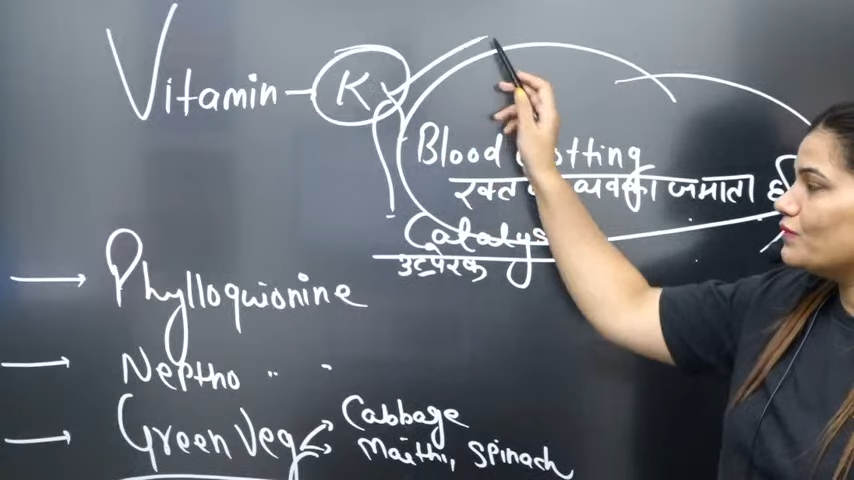 Vitamin – K
Blood
रक्त का जमाता
Catalys
उत्प्रेरक
→ Phylloquionine
→ Neptho " "
→ Green Veg → Cabbage
→ Maithi, Spinach